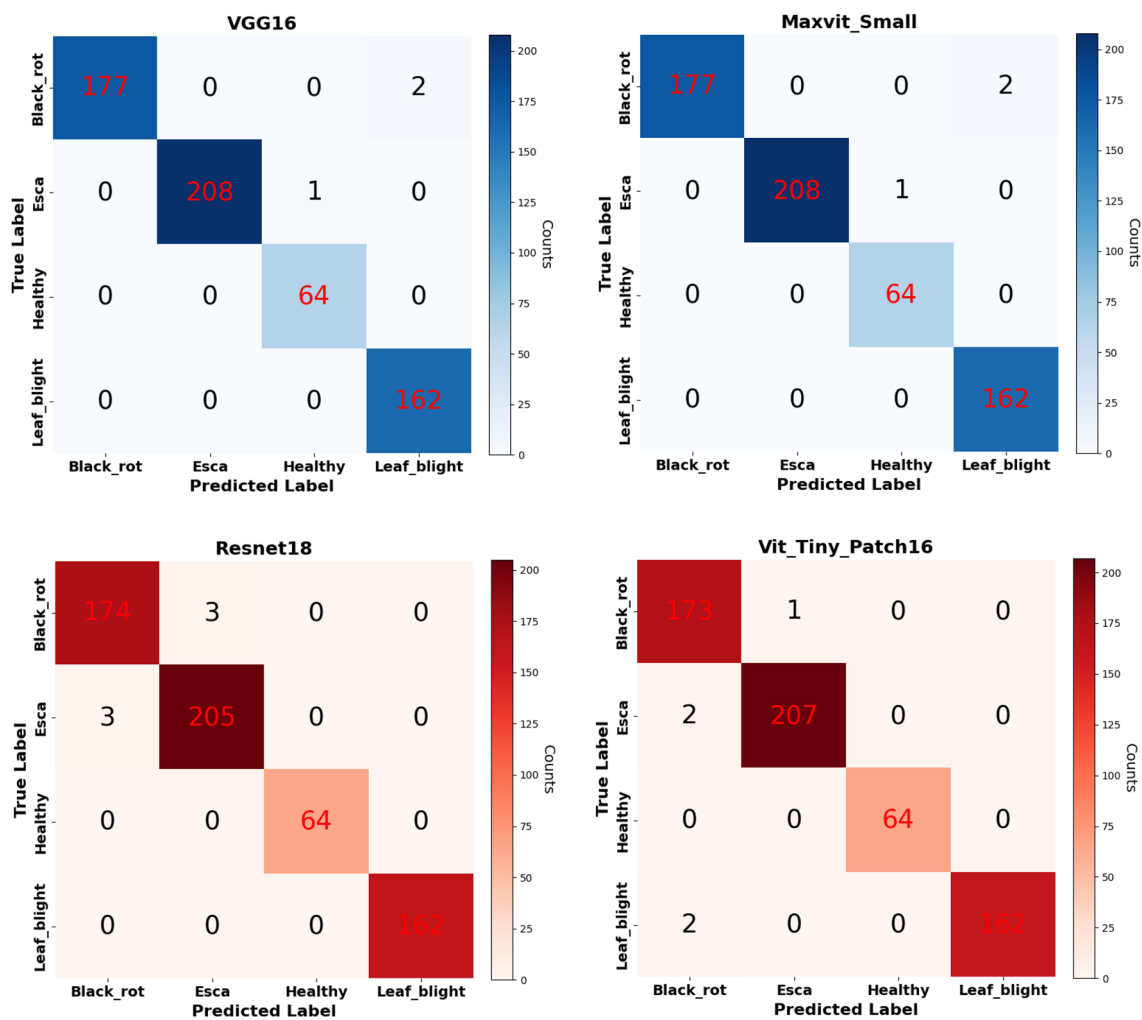 VGG16
True Label
Black_rot
Esca
Healthy
Leaf_blight
177 0 0 2
0 208 1 0
0 0 64 0
0 0 0 162
Black_rot Esca Healthy Leaf_blight
Predicted Label
200
175
150
125
100
75
50
25
0
Counts
Maxvit_Small
True Label
Black_rot
Esca
Healthy
Leaf_blight
177 0 0 2
0 208 1 0
0 0 64 0
0 0 0 162
Black_rot Esca Healthy Leaf_blight
Predicted Label
200
175
150
125
100
75
50
25
0
Counts
Resnet18
True Label
Black_rot
Esca
Healthy
Leaf_blight
174 3 0 0
3 205 0 0
0 0 64 0
0 0 0 162
Black_rot Esca Healthy Leaf_blight
Predicted Label
200
175
150
125
100
75
50
25
0
Counts
Vit_Tiny_Patch16
True Label
Black_rot
Esca
Healthy
Leaf_blight
173 1 0 0
2 207 0 0
0 0 64 0
2 0 0 162
Black_rot Esca Healthy Leaf_blight
Predicted Label
200
175
150
125
100
75
50
25
0
Counts